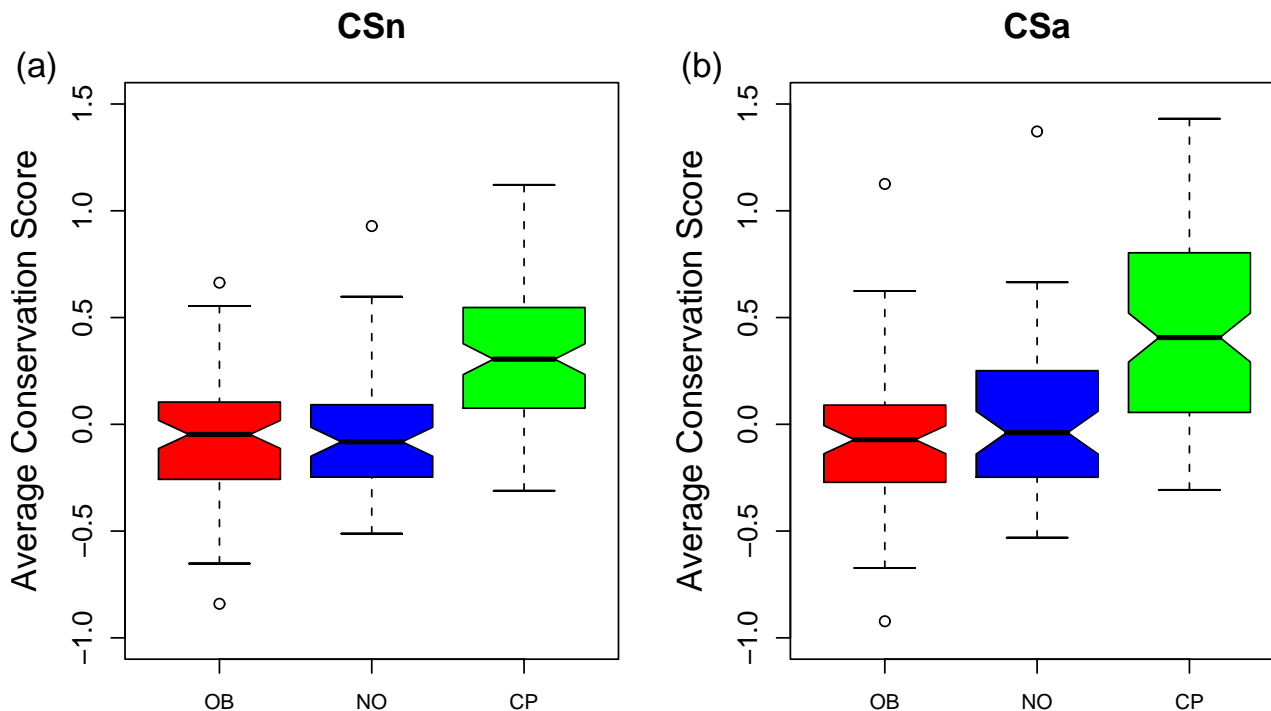 CSn
(a)
Average Conservation Score
1.5
1.0
0.5
0.0
−0.5
−1.0
OB NO CP
CSa
(b)
Average Conservation Score
1.5
1.0
0.5
0.0
−0.5
−1.0
OB NO CP